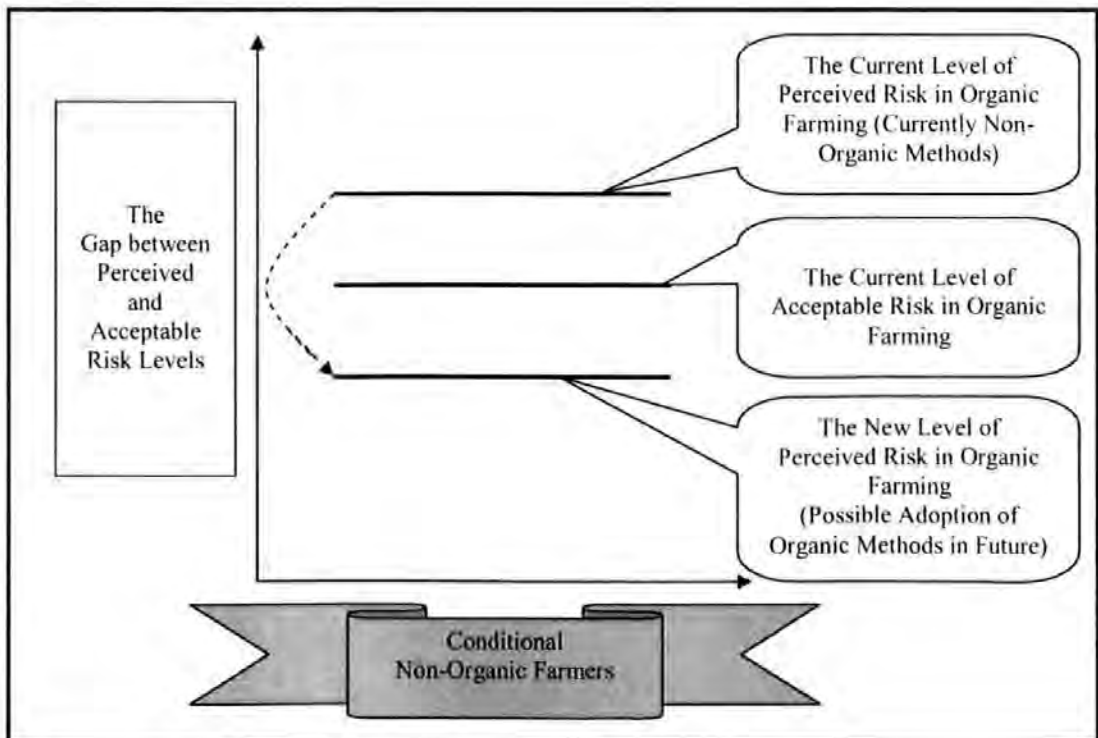 The
Gap between
Perceived
and
Acceptable
Risk Levels
The Current Level of
Perceived Risk in Organic
Farming (Currently Non-
Organic Methods)
The Current Level of
Acceptable Risk in Organic
Farming
The New Level of
Perceived Risk in Organic
Farming
(Possible Adoption of
Organic Methods in Future)
Conditional
Non-Organic Farmers